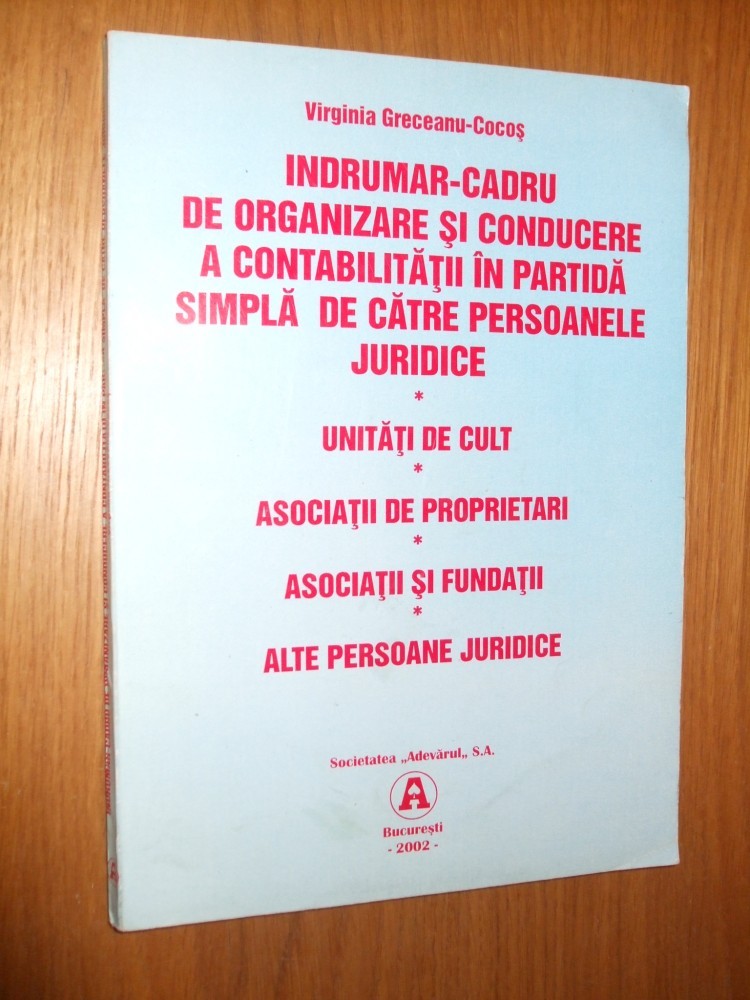 Virginia Greceanu-Cocoş
INDRUMAR-CADRU
DE ORGANIZARE ŞI CONDUCERE
A CONTABILITĂŢII ÎN PARTIDĂ
SIMPLĂ DE CĂTRE PERSOANELE
JURIDICE
*
UNITĂŢI DE CULT
*
ASOCIAŢII DE PROPRIETARI
*
ASOCIAŢII ŞI FUNDAŢII
*
ALTE PERSOANE JURIDICE
Societatea „Adevărul„ S.A.
A
Bucureşti
- 2002 -